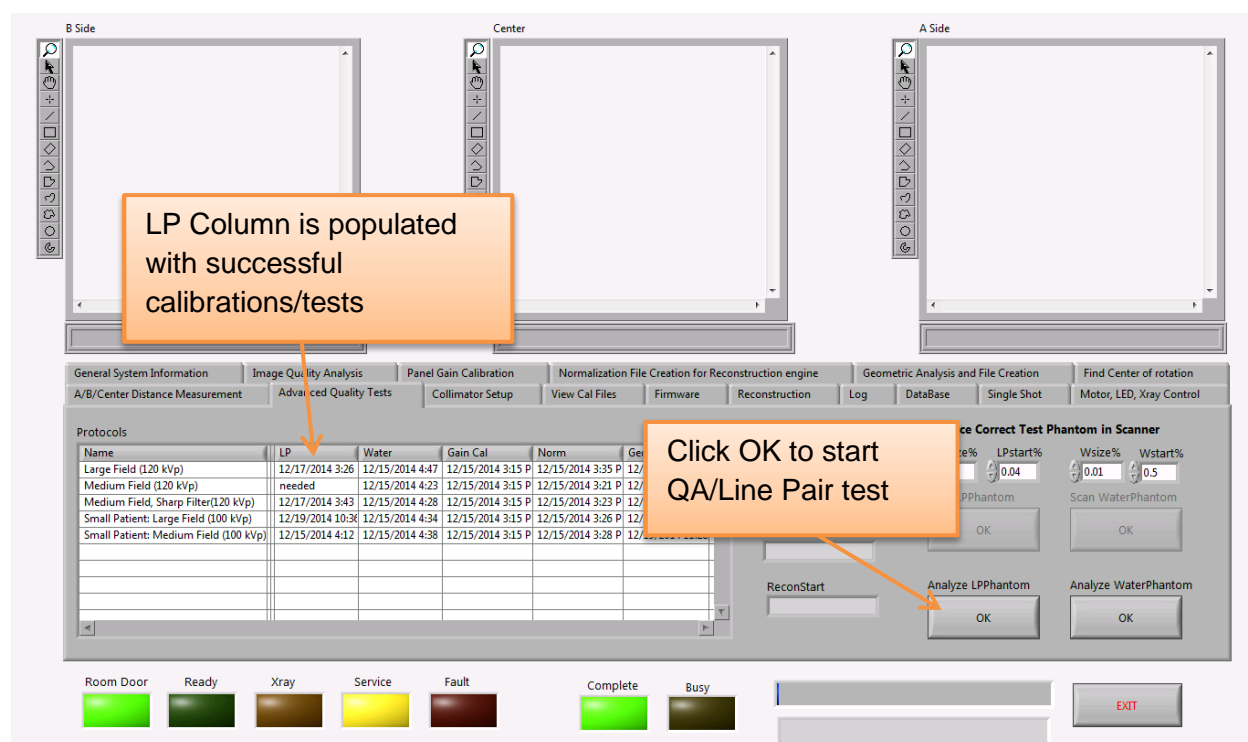 B Side
Center
A Side
LP Column is populated
with successful
calibrations/tests
General System Information
Image Quality Analysis
Panel Gain Calibration
Normalization File Creation for Reconstruction engine
Geometric Analysis and File Creation
Find Center of rotation
A/B/Center Distance Measurement
Advanced Quality Tests
Collimator Setup
View Cal Files
Firmware
Reconstruction
Log
DataBase
Single Shot
Motor, LED, Xray Control
Protocols
Name LP Water Gain Cal Norm
Large Field (120 kVp) 12/17/2014 3:26 12/15/2014 4:47 12/15/2014 3:15 P 12/15/2014 3:35 P 12/
Medium Field (120 kVp) needed 12/15/2014 4:23 12/15/2014 3:15 P 12/15/2014 3:21 P 12/
Medium Field, Sharp Filter(120 kVp) 12/17/2014 3:43 12/15/2014 4:28 12/15/2014 3:15 P 12/15/2014 3:23 P 12/
Small Patient: Large Field (100 kVp) 12/19/2014 10:36 12/15/2014 4:34 12/15/2014 3:15 P 12/15/2014 3:26 P 12/
Small Patient: Medium Field (100 kVp) 12/15/2014 4:12 12/15/2014 4:38 12/15/2014 3:15 P 12/15/2014 3:28 P
Click OK to start
QA/Line Pair test
Correct Test Phantom in Scanner
LPstart% Wsize% Wstart%
0.04 0.01 0.5
Scan WaterPhantom
OK OK
ReconStart
Analyze LPPhantom Analyze WaterPhantom
OK OK
Room Door Ready Xray Service Fault Complete Busy
EXIT